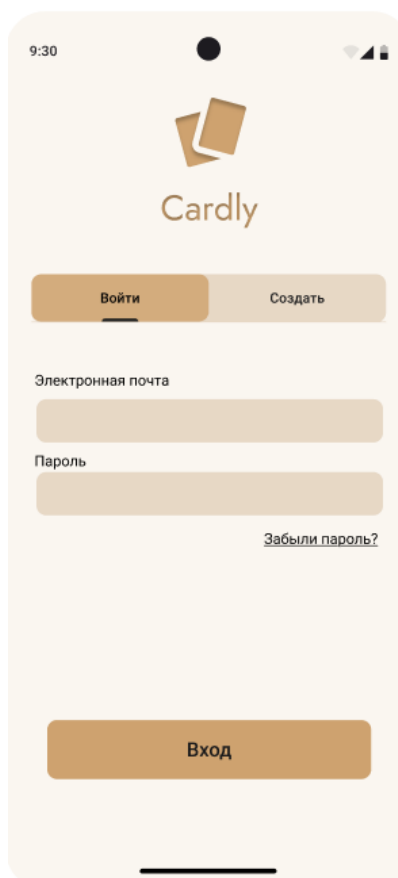 9:30
Cardly
Войти
Создать
Электронная почта
Пароль
Забыли пароль?
Вход